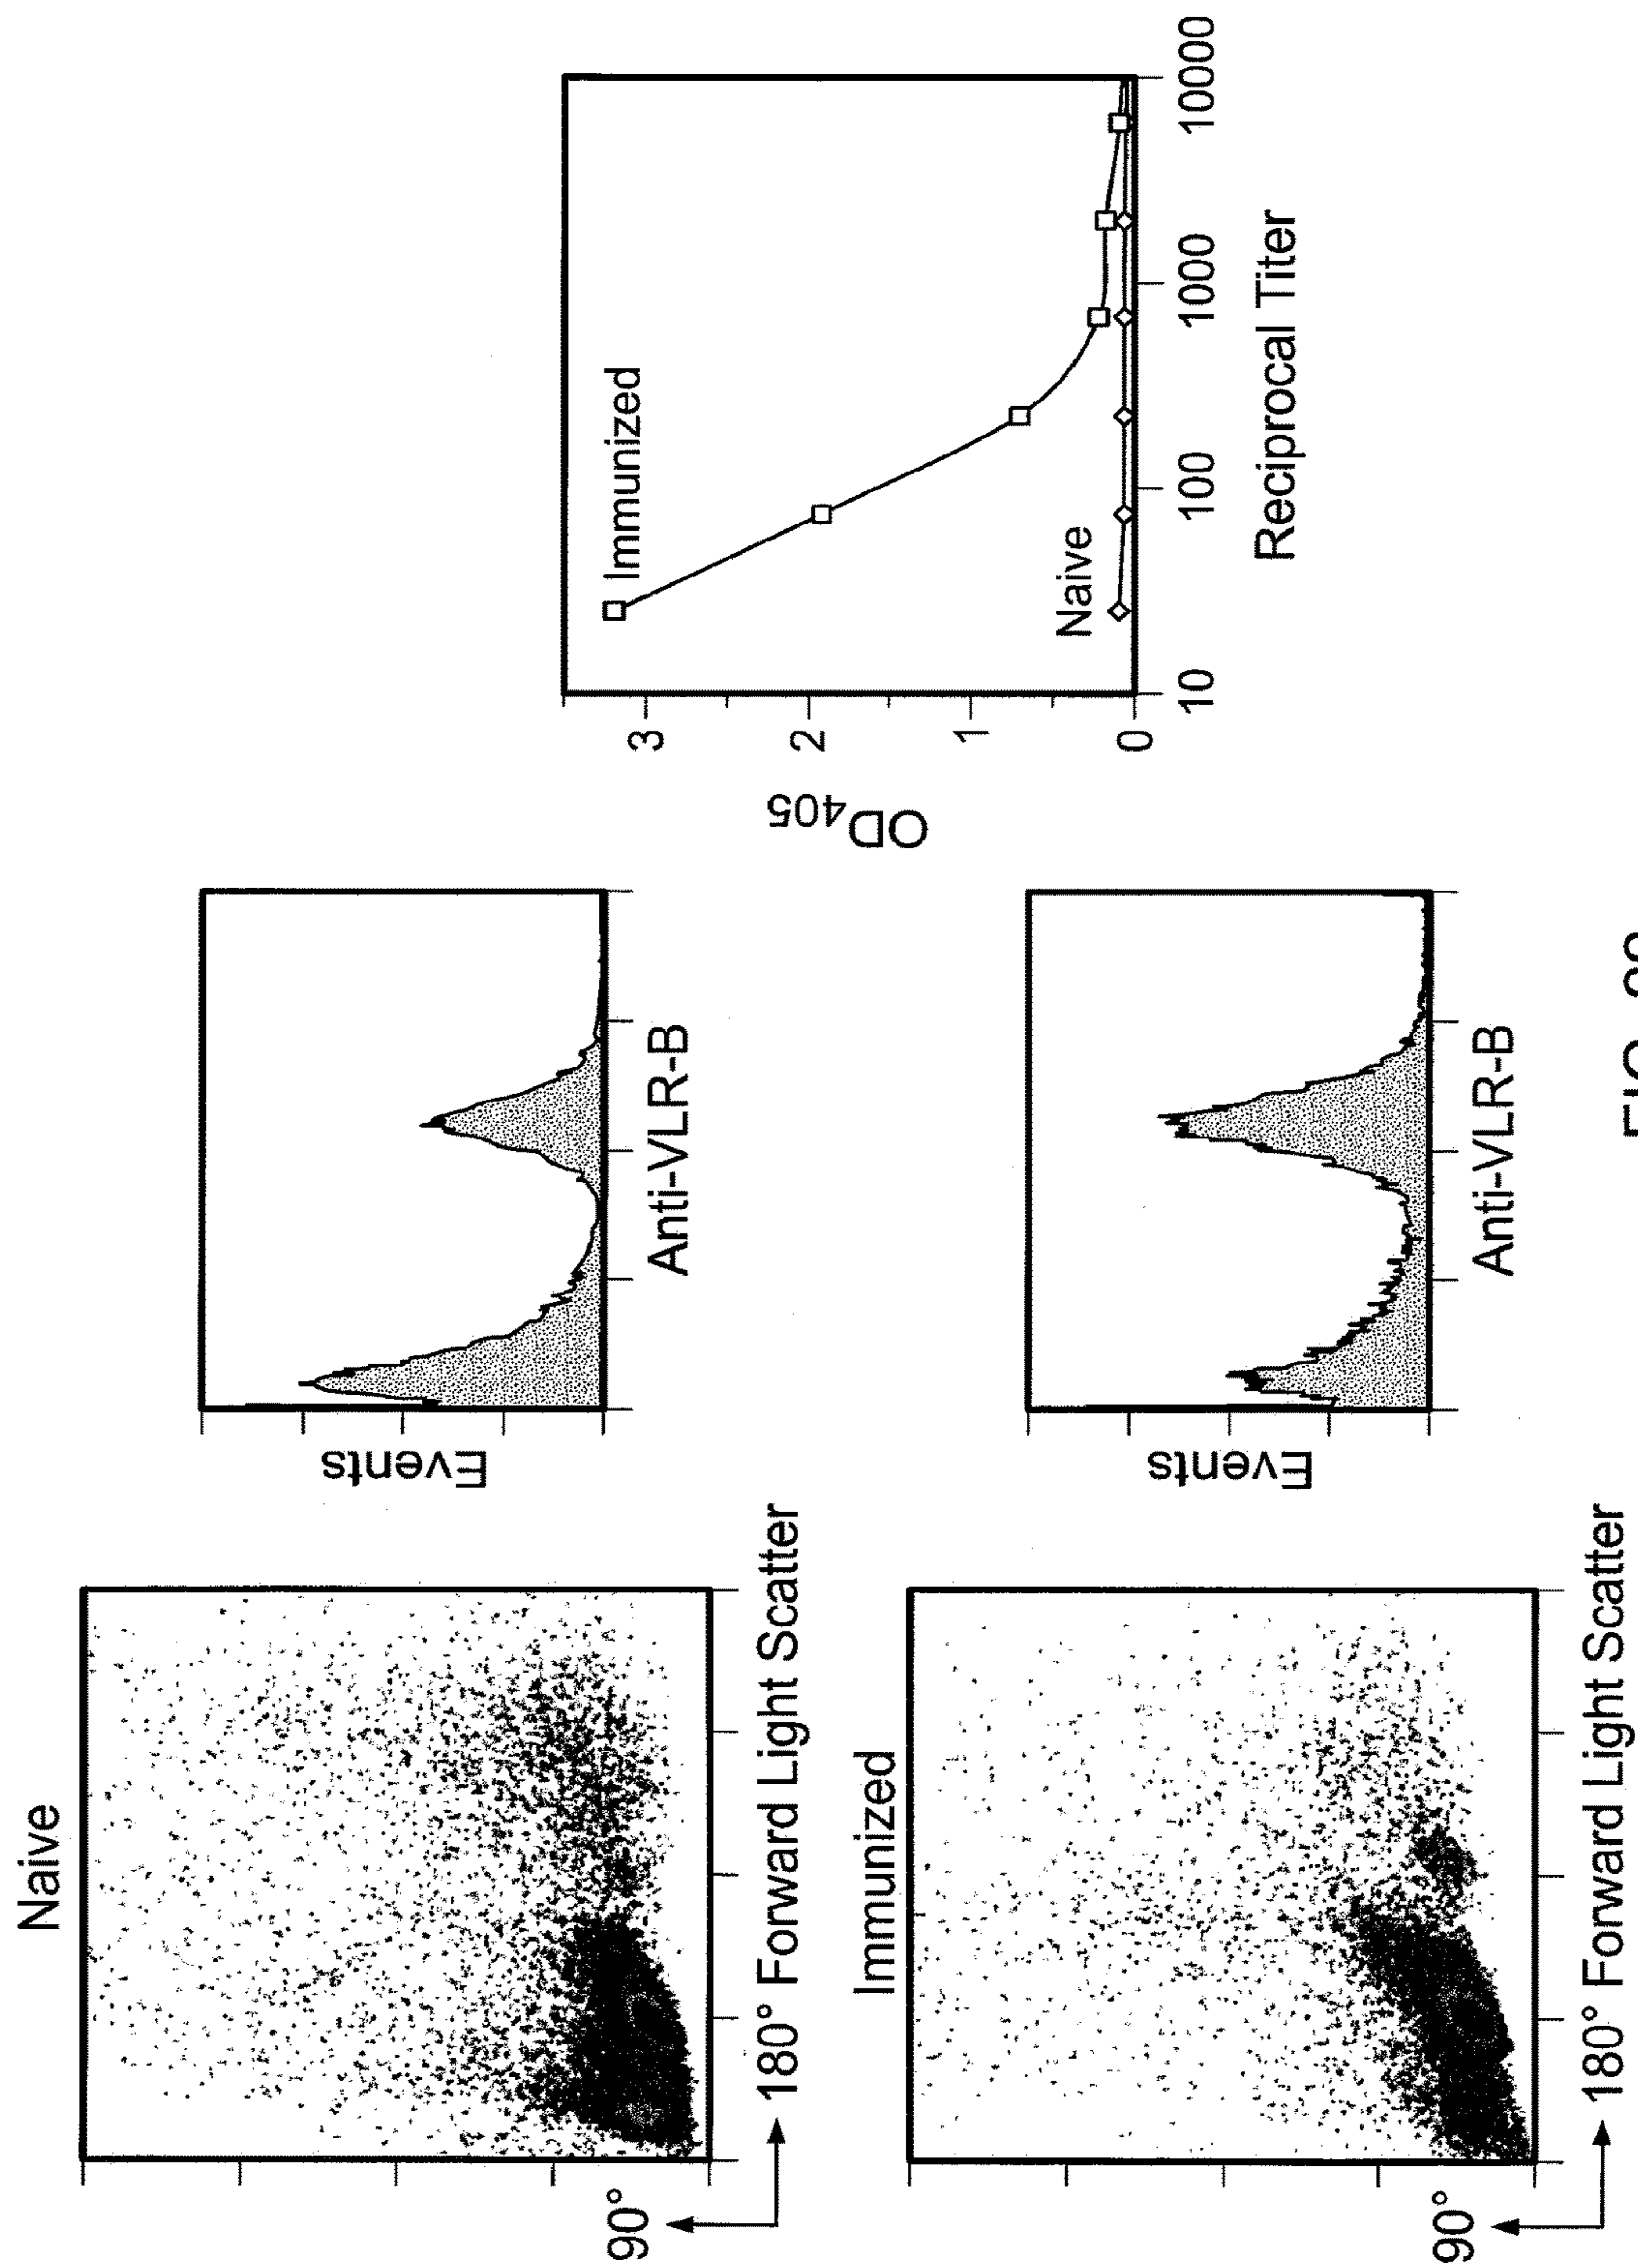 Naive
90°
180° Forward Light Scatter
Events
Anti-VLR-B
Immunized
90°
180° Forward Light Scatter
Events
Anti-VLR-B
OD405
3
2
1
0
Immunized
Naive
10
100
1000
10000
Reciprocal Titer
FIG.